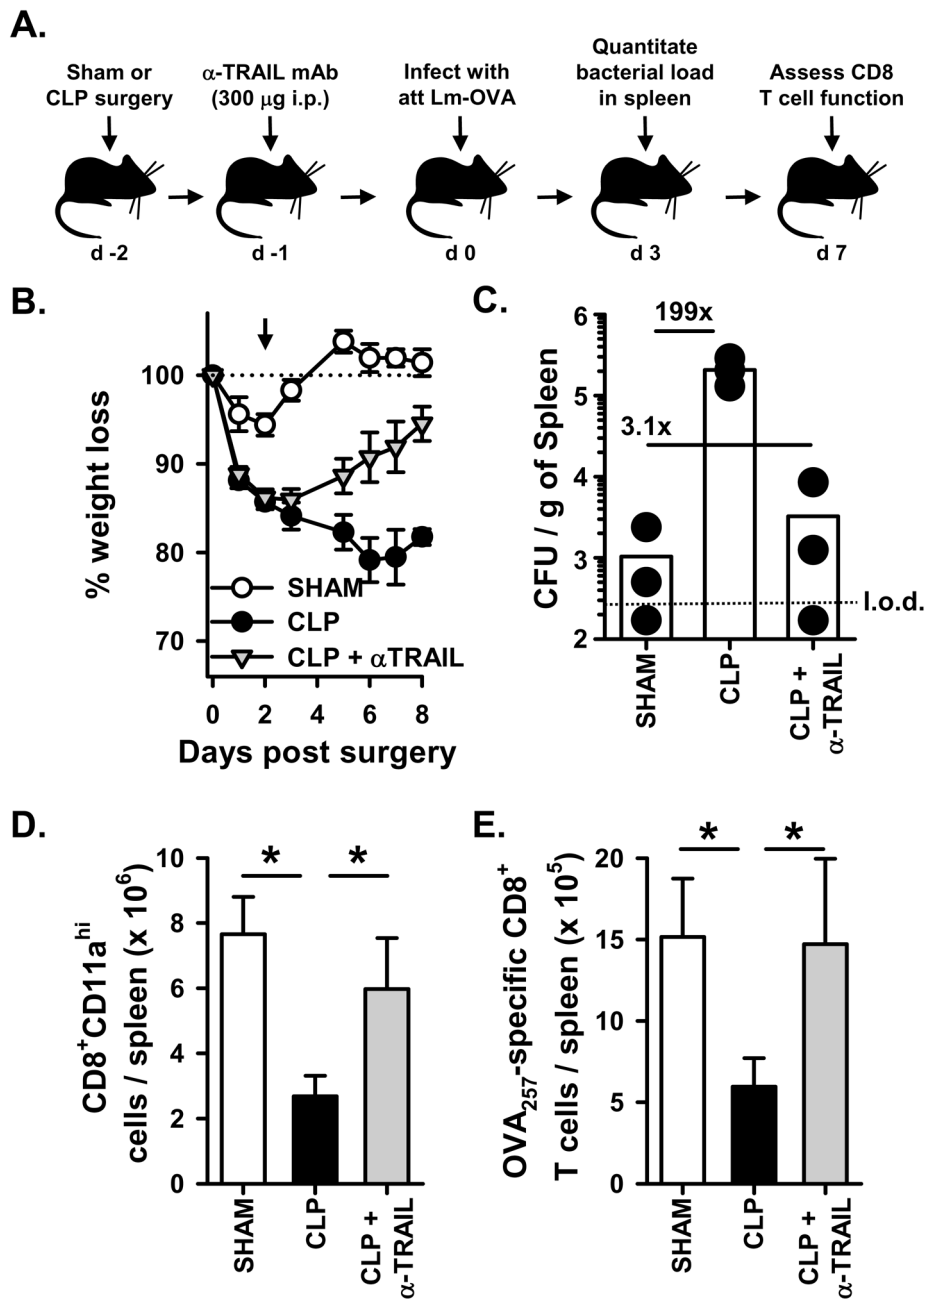 A.
Sham or
CLP surgery
α-TRAIL mAb
(300 μg i.p.)
Infect with
att Lm-OVA
Quantitate
bacterial load
in spleen
Assess CD8
T cell function
d -2
d -1
d 0
d 3
d 7
B.
% weight loss
100
90
80
70
SHAM
CLP
CLP + αTRAIL
0
2
4
6
8
Days post surgery
C.
CFU / g of Spleen
6
5
4
3
2
199x
3.1x
l.o.d.
SHAM
CLP
CLP +
α-TRAIL
D.
CD8⁺CD11aʰⁱ
cells / spleen (x 10⁶)
10
8
6
4
2
0
*
*
SHAM
CLP
CLP +
α-TRAIL
E.
OVA₂₅₇-specific CD8⁺
T cells / spleen (x 10⁵)
20
15
10
5
0
*
*
SHAM
CLP
CLP +
α-TRAIL